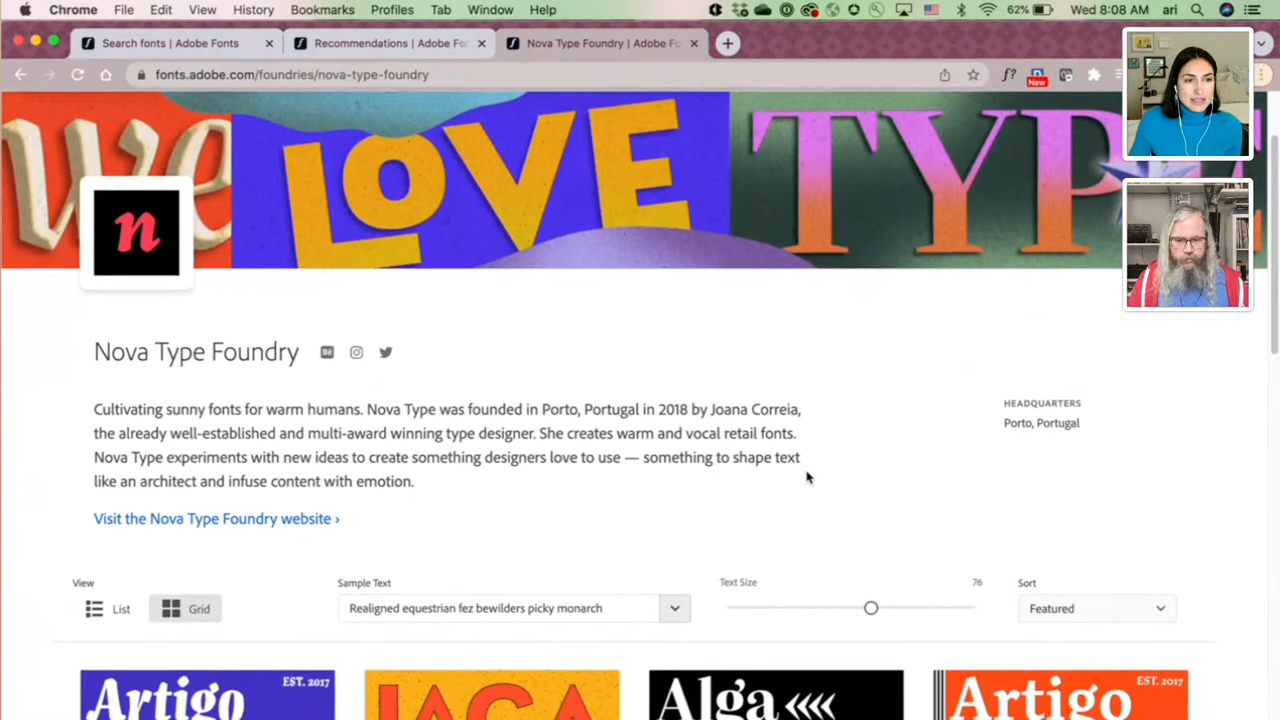 Chrome File Edit View History Bookmarks Profiles Tab Window Help 62% Wed 8:08 AM ari
Search fonts | Adobe Fonts Recommendations | Adobe Fo Nova Type Foundry | Adobe Fo
fonts.adobe.com/foundries/nova-type-foundry f? New
we LOVE TYP
n
Nova Type Foundry Bē
Cultivating sunny fonts for warm humans. Nova Type was founded in Porto, Portugal in 2018 by Joana Correia,
the already well-established and multi-award winning type designer. She creates warm and vocal retail fonts.
Nova Type experiments with new ideas to create something designers love to use — something to shape text
like an architect and infuse content with emotion.
HEADQUARTERS
Porto, Portugal
Visit the Nova Type Foundry website ›
View Sample Text Text Size 76 Sort
List Grid Realigned equestrian fez bewilders picky monarch Featured
Artigo EST. 2017 JACA Alga Artigo EST. 2017